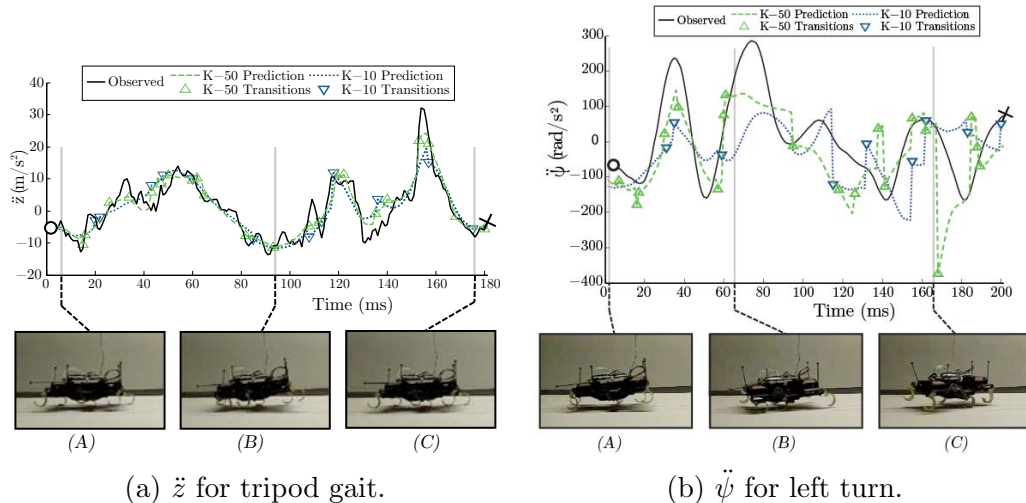 Observed
K−50 Prediction
K−50 Transitions
K−10 Prediction
K−10 Transitions
z̈ (m/s²)
40
30
20
10
0
−10
−20
0 20 40 60 80 100 120 140 160 180
Time (ms)
(A) (B) (C)
(a) z̈ for tripod gait.
Observed
K−50 Prediction
K−50 Transitions
K−10 Prediction
K−10 Transitions
ψ̈ (rad/s²)
300
200
100
0
−100
−200
−300
−400
0 20 40 60 80 100 120 140 160 180 200
Time (ms)
(A) (B) (C)
(b) ψ̈ for left turn.